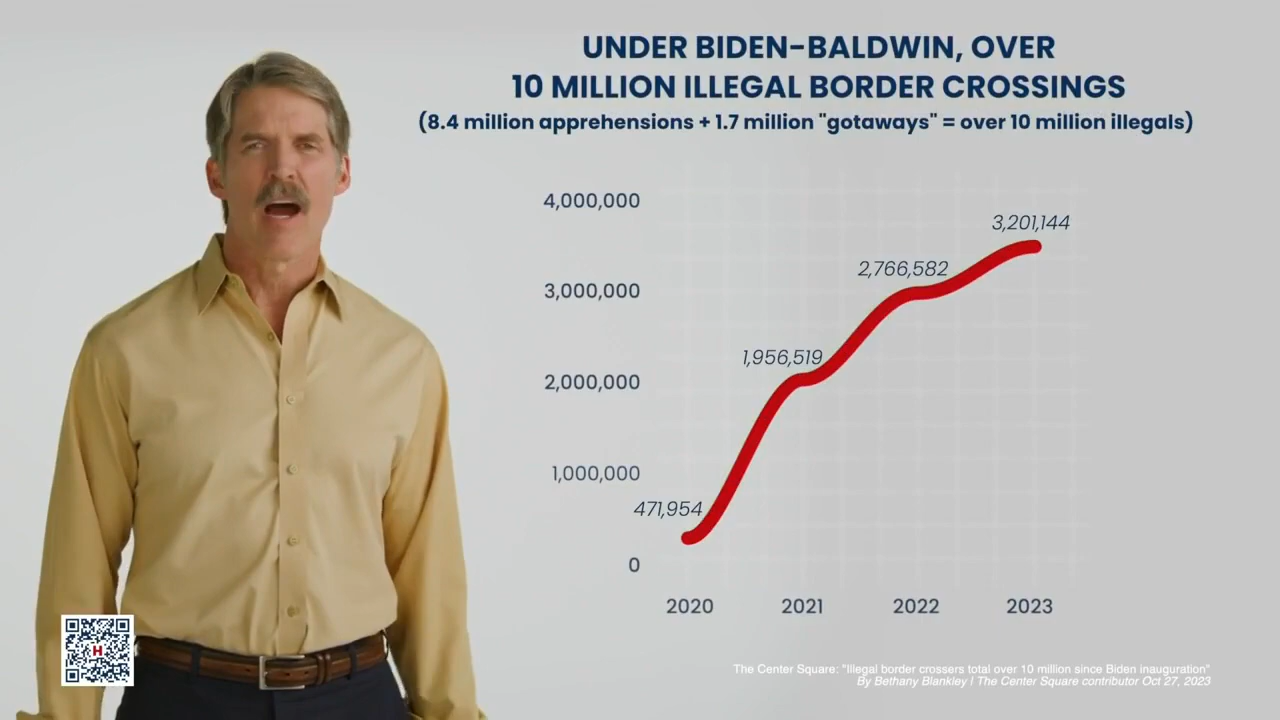 UNDER BIDEN-BALDWIN, OVER
10 MILLION ILLEGAL BORDER CROSSINGS
(8.4 million apprehensions + 1.7 million "gotaways" = over 10 million illegals)
4,000,000
3,201,144
2,766,582
3,000,000
1,956,519
2,000,000
1,000,000
471,954
0
2020 2021 2022 2023
H
The Center Square: "Illegal border crossers total over 10 million since Biden inauguration"
By Bethany Blankley | The Center Square contributor Oct 27, 2023